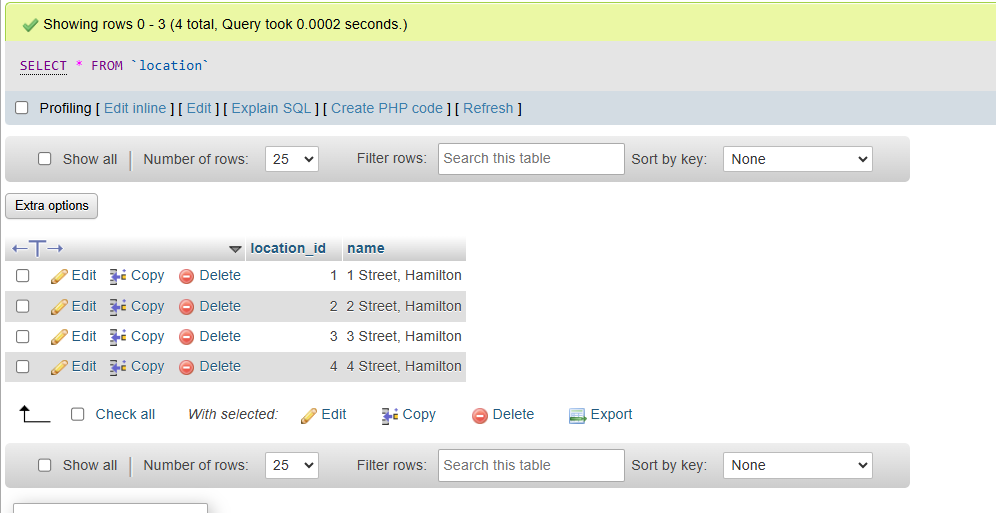 Showing rows 0 - 3 (4 total, Query took 0.0002 seconds.)
SELECT * FROM `location`
Profiling [ Edit inline ] [ Edit ] [ Explain SQL ] [ Create PHP code ] [ Refresh ]
Show all | Number of rows: 25 Filter rows: Search this table Sort by key: None
Extra options
←T→ location_id name
Edit Copy Delete 1 1 Street, Hamilton
Edit Copy Delete 2 2 Street, Hamilton
Edit Copy Delete 3 3 Street, Hamilton
Edit Copy Delete 4 4 Street, Hamilton
Check all With selected: Edit Copy Delete Export
Show all | Number of rows: 25 Filter rows: Search this table Sort by key: None